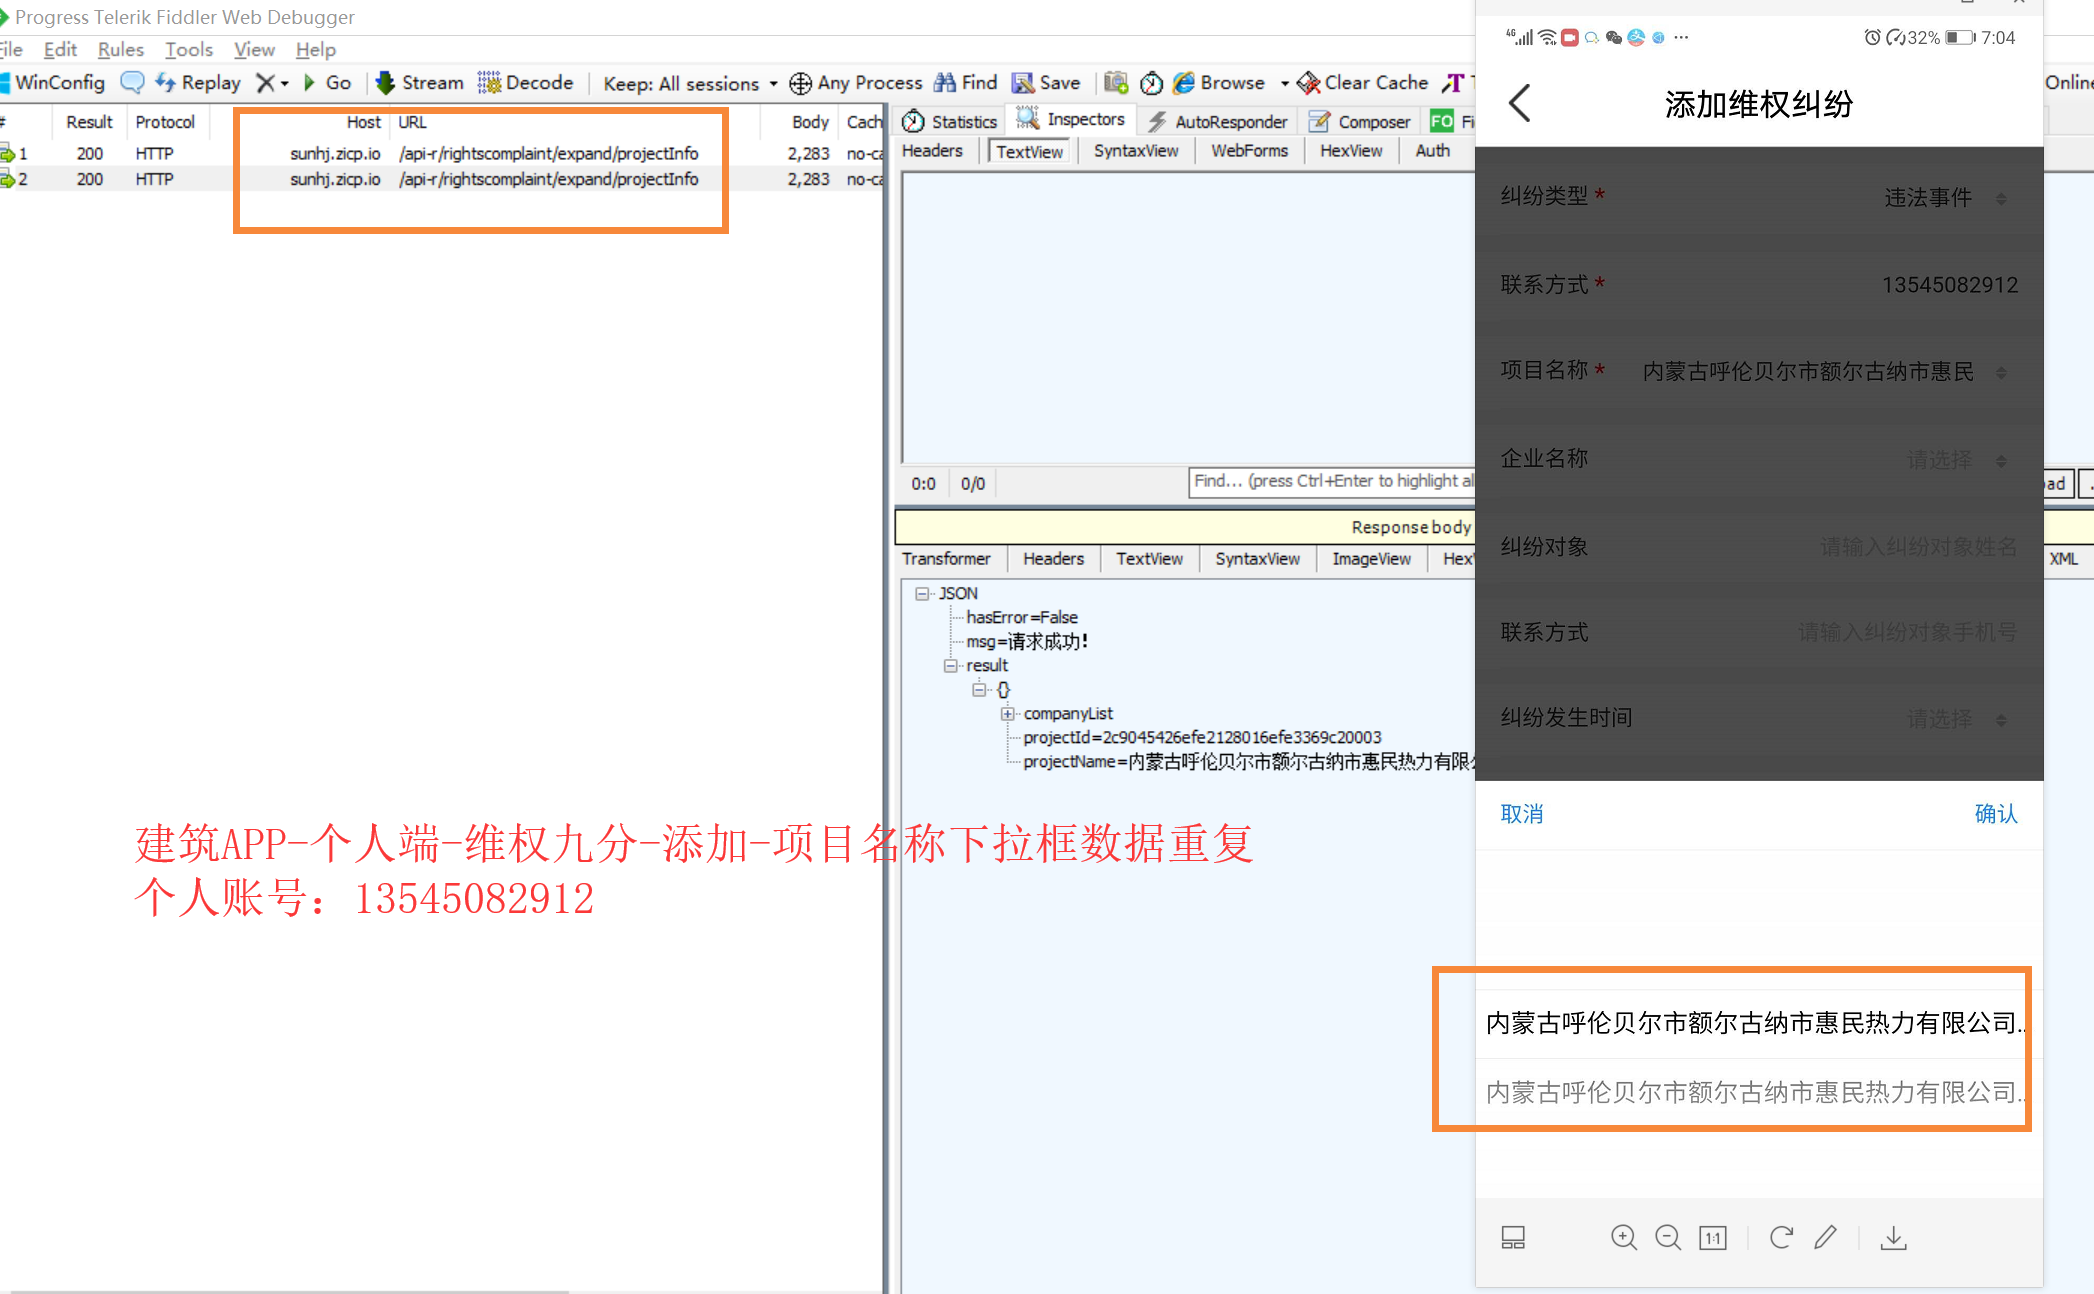 Progress Telerik Fiddler Web Debugger
File Edit Rules Tools View Help
WinConfig Replay Go Stream Decode Keep: All sessions Any Process Find Save Browse Clear Cache Online
# Result Protocol Host URL Body Cach
1 200 HTTP sunhj.zicp.io /api-r/rightscomplaint/expand/projectInfo 2,283 no-ca
2 200 HTTP sunhj.zicp.io /api-r/rightscomplaint/expand/projectInfo 2,283 no-ca
Statistics Inspectors AutoResponder Composer FO Fi
Headers TextView SyntaxView WebForms HexView Auth
0:0 0/0 Find... (press Ctrl+Enter to highlight al
ad
Response body
Transformer Headers TextView SyntaxView ImageView Hex XML
JSON
hasError=False
msg=请求成功!
result
{}
companyList
projectId=2c9045426efe2128016efe3369c20003
projectName=内蒙古呼伦贝尔市额尔古纳市惠民热力有限
建筑APP-个人端-维权九分-添加-项目名称下拉框数据重复
个人账号：13545082912
4G 32% 7:04
添加维权纠纷
纠纷类型* 违法事件
联系方式* 13545082912
项目名称* 内蒙古呼伦贝尔市额尔古纳市惠民
企业名称 请选择
纠纷对象 请输入纠纷对象姓名
联系方式 请输入纠纷对象手机号
纠纷发生时间 请选择
取消 确认
内蒙古呼伦贝尔市额尔古纳市惠民热力有限公司..
内蒙古呼伦贝尔市额尔古纳市惠民热力有限公司..
1:1